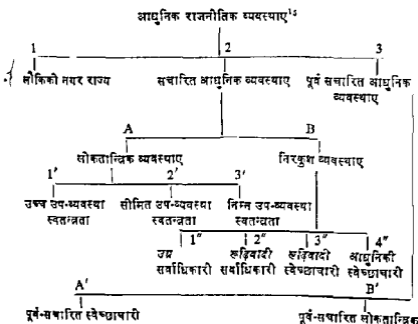 आधुनिक राजनीतिक व्यवस्थाएं¹⁵
1 2 3
लौकिकी नगर राज्य सचारित आधुनिक पूर्व सचारित आधुनिक
व्यवस्थाए व्यवस्थाए
A B
लोकतान्त्रिक व्यवस्थाए निरकुश व्यवस्थाए
1' 2' 3'
उच्च उप-व्यवस्था सीमित उप-व्यवस्था निम्न उप-व्यवस्था
स्वतन्त्रता स्वतन्त्रता स्वतन्त्रता
1" 2" 3" 4"
उग्र रूढ़िवादी रूढ़िवादी आधुनिकी
सर्वाधिकारी सर्वाधिकारी स्वेच्छाचारी स्वेच्छाचारी
A' B'
पूर्व-सचारित स्वेच्छाचारी पूर्व-सचारित लोकतान्त्रिक